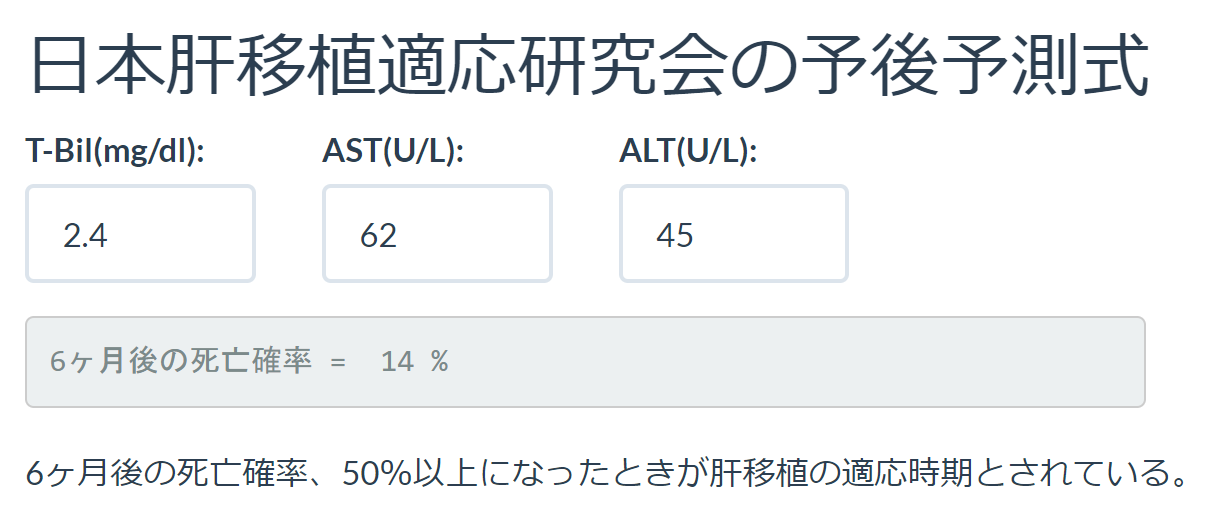 日本肝移植適応研究会の予後予測式
T-Bil(mg/dl): AST(U/L): ALT(U/L):
2.4 62 45
6ヶ月後の死亡確率 = 14 %
6ヶ月後の死亡確率、50%以上になったときが肝移植の適応時期とされている。